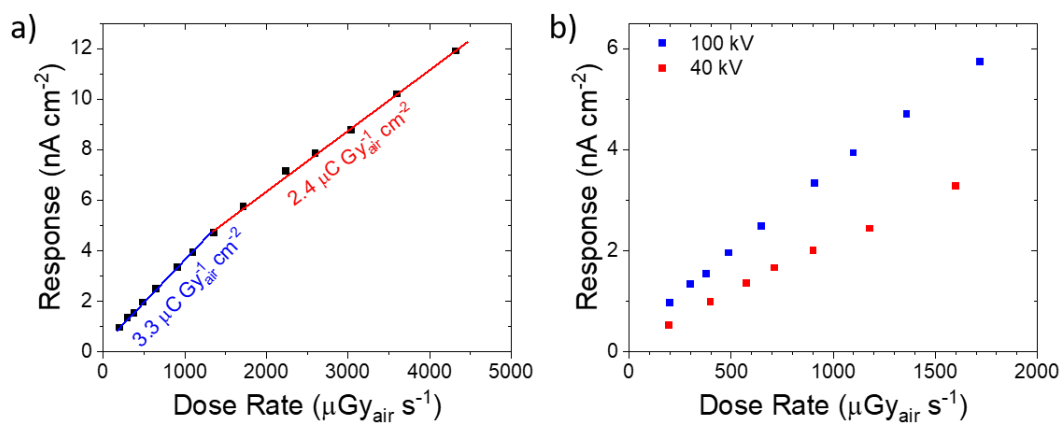 a)
12
10
8
6
4
2
0
Response (nA cm⁻²)
3.3 μC Gy⁻¹air cm⁻²
2.4 μC Gy⁻¹air cm⁻²
0 1000 2000 3000 4000 5000
Dose Rate (μGyair s⁻¹)
b)
100 kV
40 kV
6
4
2
0
Response (nA cm⁻²)
0 500 1000 1500 2000
Dose Rate (μGyair s⁻¹)